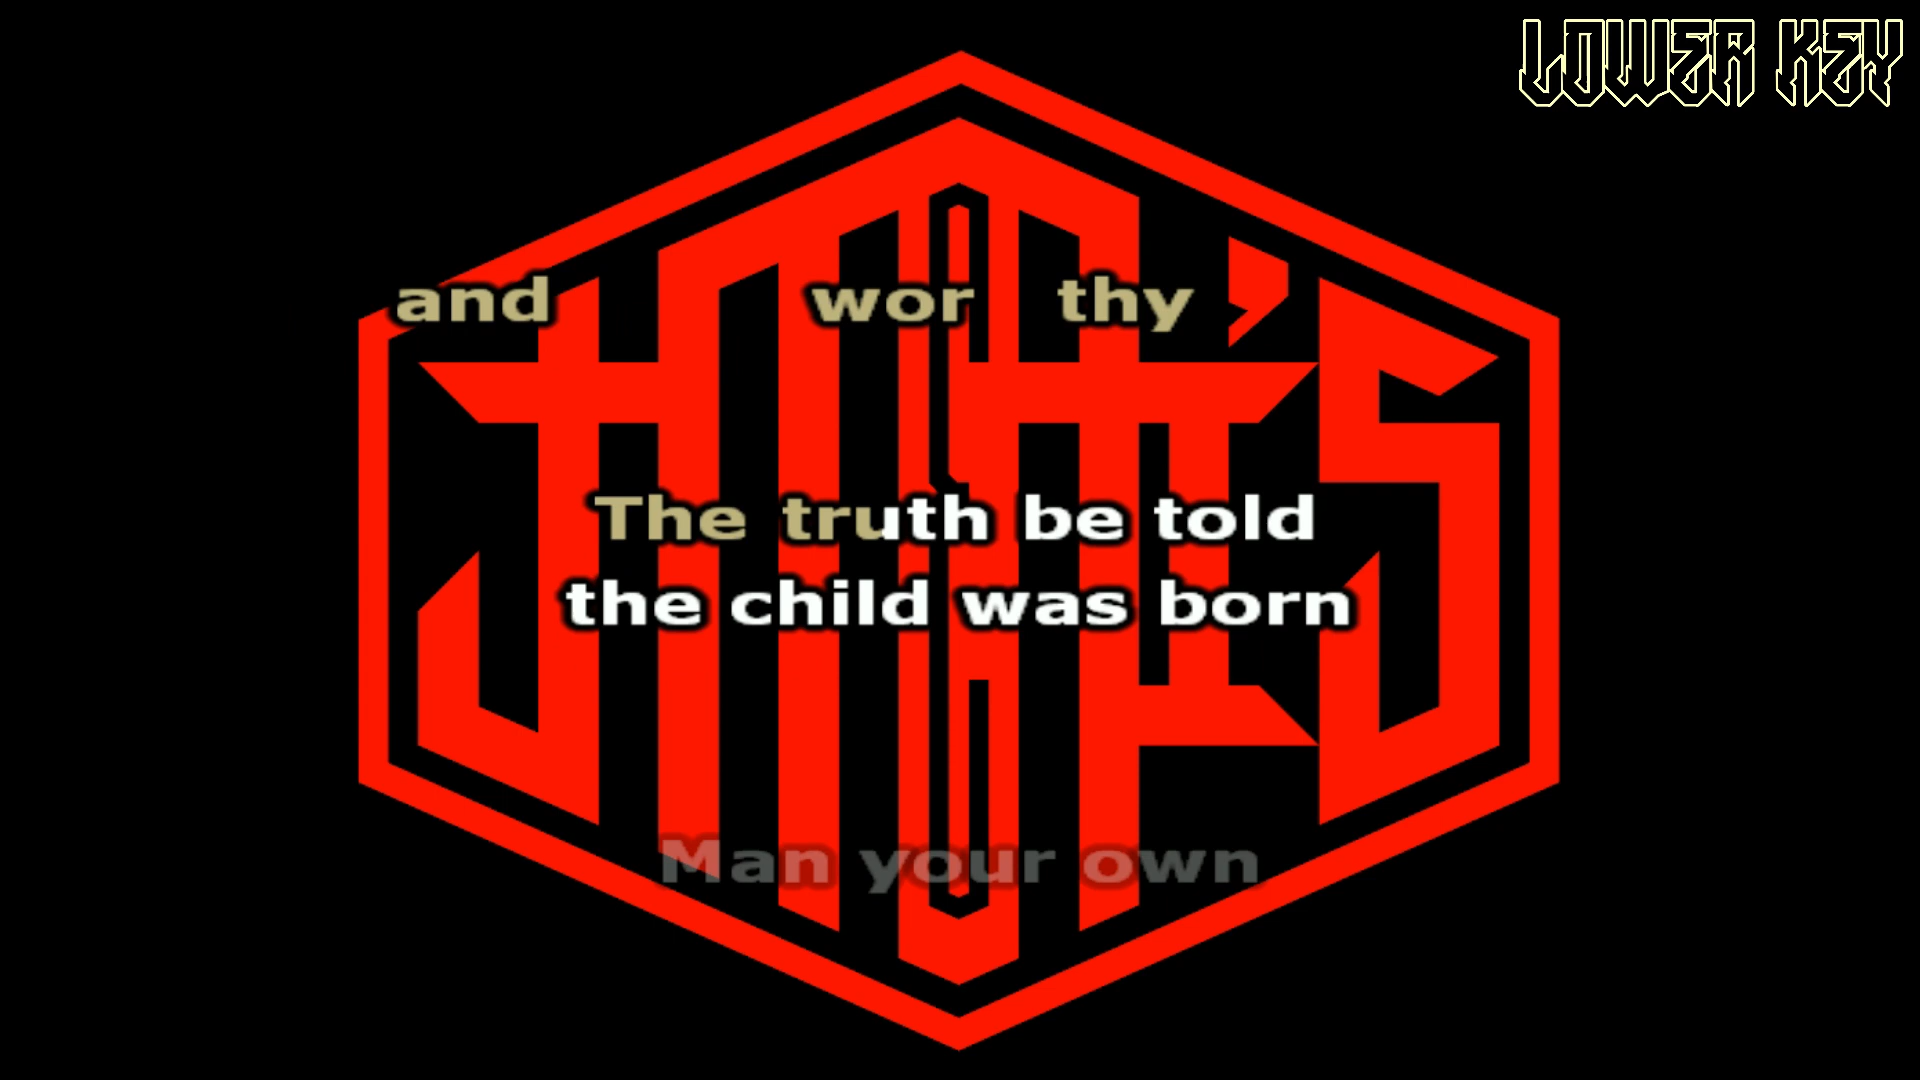 LOWER KEY
and wor thy
The truth be told
the child was born
Man your own